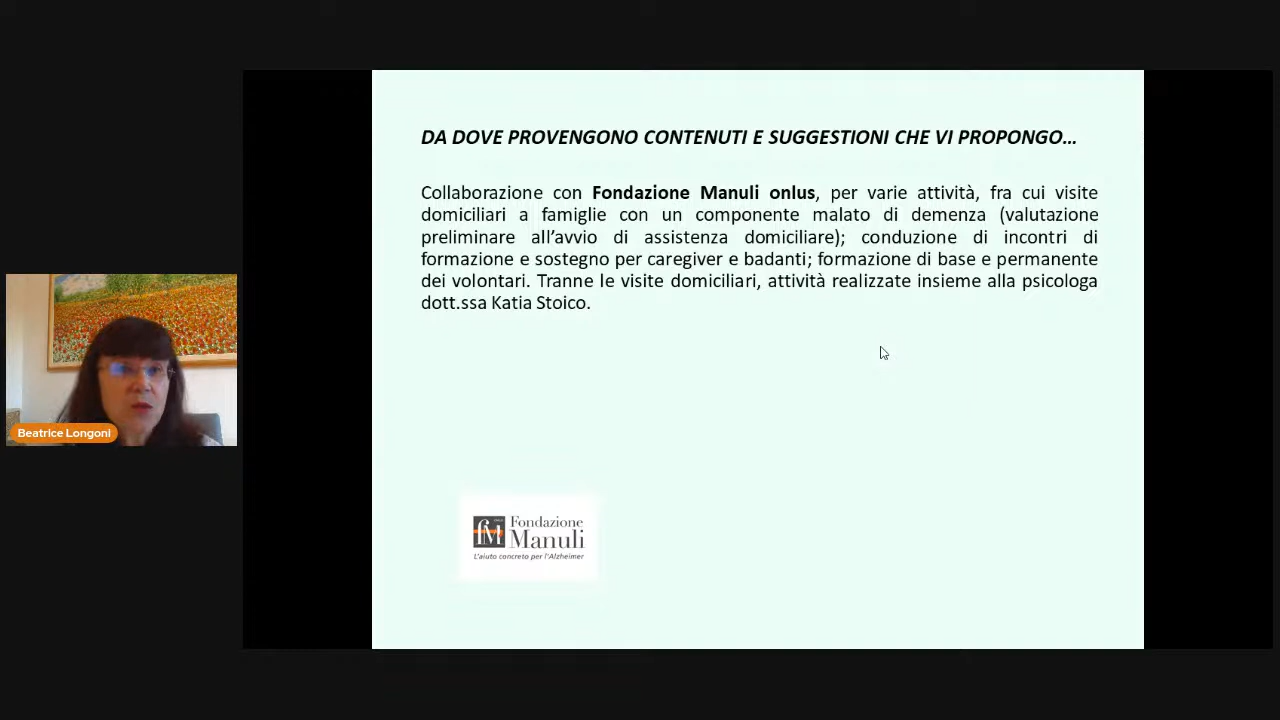 DA DOVE PROVENGONO CONTENUTI E SUGGESTIONI CHE VI PROPONGO...
Collaborazione con Fondazione Manuli onlus, per varie attività, fra cui visite
domiciliari a famiglie con un componente malato di demenza (valutazione
preliminare all’avvio di assistenza domiciliare); conduzione di incontri di
formazione e sostegno per caregiver e badanti; formazione di base e permanente
dei volontari. Tranne le visite domiciliari, attività realizzate insieme alla psicologa
dott.ssa Katia Stoico.
Beatrice Longoni
fM Fondazione
Manuli
L'aiuto concreto per l'Alzheimer